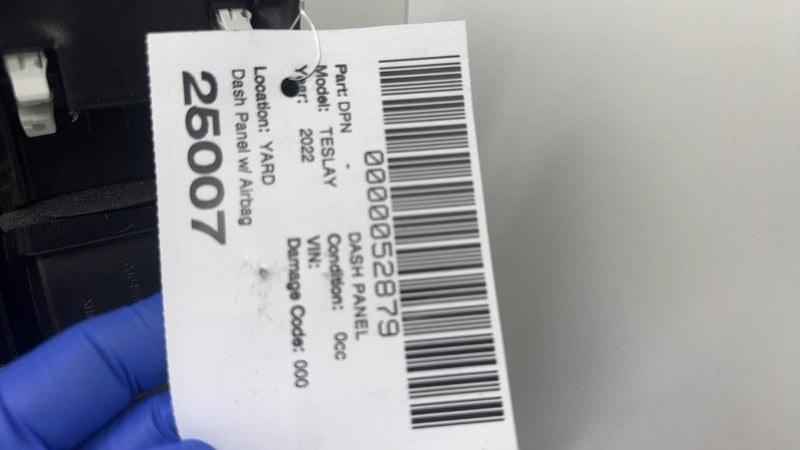 0000052879
Part: DPN - DASH PANEL
Model: TESLAY Condition: 0cc
Year: 2022 VIN:
Damage Code: 000
Location: YARD
Dash Panel w/ Airbag
25007